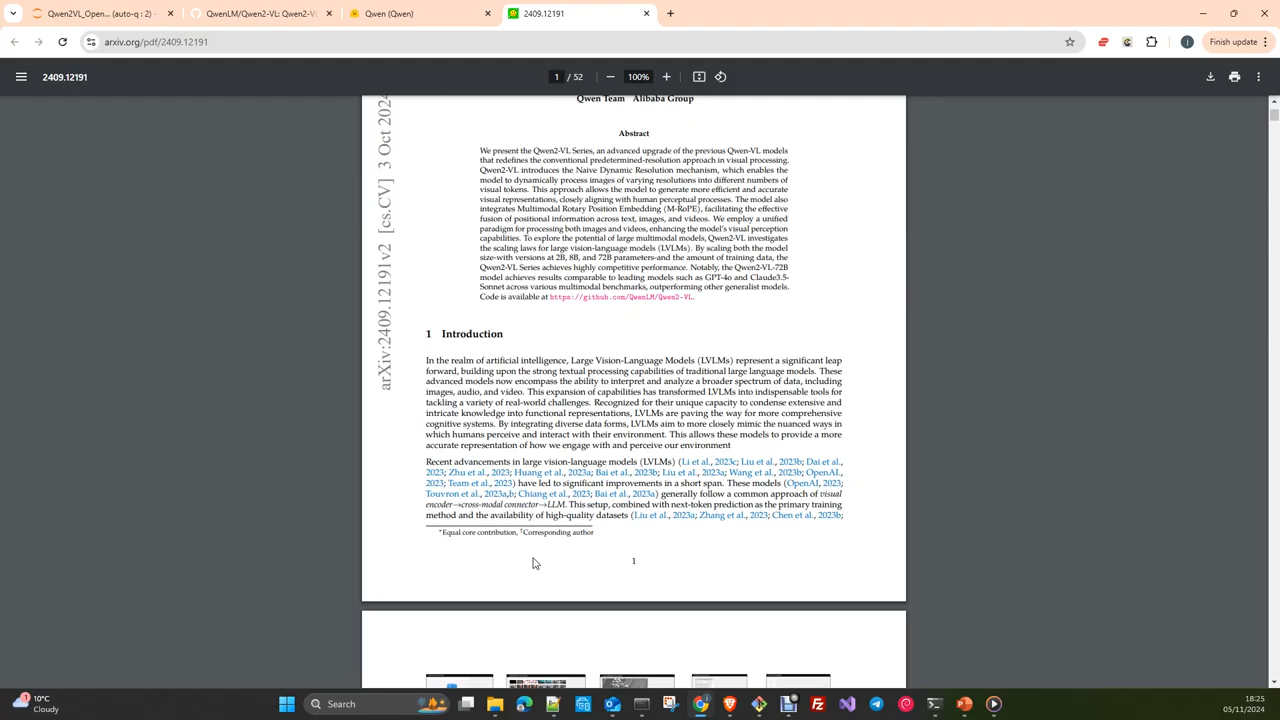 Qwen2VL_Open... (auto-q : 2) -
QwenLM/Qwen2-VL: Qwen2-VL
Qwen (Qwen)
2409.12191
arxiv.org/pdf/2409.12191
Finish update
2409.12191
1 / 52
100%
arXiv:2409.12191v2 [cs.CV] 3 Oct 2024
Qwen Team Alibaba Group
Abstract
We present the Qwen2-VL Series, an advanced upgrade of the previous Qwen-VL models
that redefines the conventional predetermined-resolution approach in visual processing.
Qwen2-VL introduces the Naive Dynamic Resolution mechanism, which enables the
model to dynamically process images of varying resolutions into different numbers of
visual tokens. This approach allows the model to generate more efficient and accurate
visual representations, closely aligning with human perceptual processes. The model also
integrates Multimodal Rotary Position Embedding (M-RoPE), facilitating the effective
fusion of positional information across text, images, and videos. We employ a unified
paradigm for processing both images and videos, enhancing the model's visual perception
capabilities. To explore the potential of large multimodal models, Qwen2-VL investigates
the scaling laws for large vision-language models (LVLMs). By scaling both the model
size-with versions at 2B, 8B, and 72B parameters-and the amount of training data, the
Qwen2-VL Series achieves highly competitive performance. Notably, the Qwen2-VL-72B
model achieves results comparable to leading models such as GPT-4o and Claude3.5-
Sonnet across various multimodal benchmarks, outperforming other generalist models.
Code is available at https://github.com/QwenLM/Qwen2-VL.
1 Introduction
In the realm of artificial intelligence, Large Vision-Language Models (LVLMs) represent a significant leap
forward, building upon the strong textual processing capabilities of traditional large language models. These
advanced models now encompass the ability to interpret and analyze a broader spectrum of data, including
images, audio, and video. This expansion of capabilities has transformed LVLMs into indispensable tools for
tackling a variety of real-world challenges. Recognized for their unique capacity to condense extensive and
intricate knowledge into functional representations, LVLMs are paving the way for more comprehensive
cognitive systems. By integrating diverse data forms, LVLMs aim to more closely mimic the nuanced ways in
which humans perceive and interact with their environment. This allows these models to provide a more
accurate representation of how we engage with and perceive our environment
Recent advancements in large vision-language models (LVLMs) (Li et al., 2023c; Liu et al., 2023b; Dai et al.,
2023; Zhu et al., 2023; Huang et al., 2023a; Bai et al., 2023b; Liu et al., 2023a; Wang et al., 2023b; OpenAI.,
2023; Team et al., 2023) have led to significant improvements in a short span. These models (OpenAI, 2023;
Touvron et al., 2023a,b; Chiang et al., 2023; Bai et al., 2023a) generally follow a common approach of visual
encoder→cross-modal connector→LLM. This setup, combined with next-token prediction as the primary training
method and the availability of high-quality datasets (Liu et al., 2023a; Zhang et al., 2023; Chen et al., 2023b;
*Equal core contribution, †Corresponding author
1
10°C
Cloudy
Search
18:25
05/11/2024